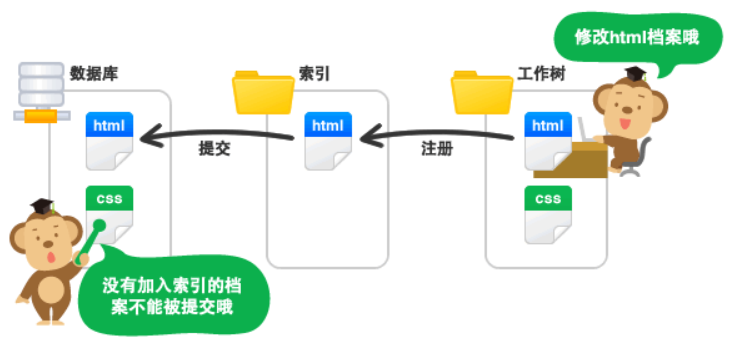 修改html档案哦
数据库
索引
工作树
html
html
html
提交
注册
css
css
没有加入索引的档
案不能被提交哦